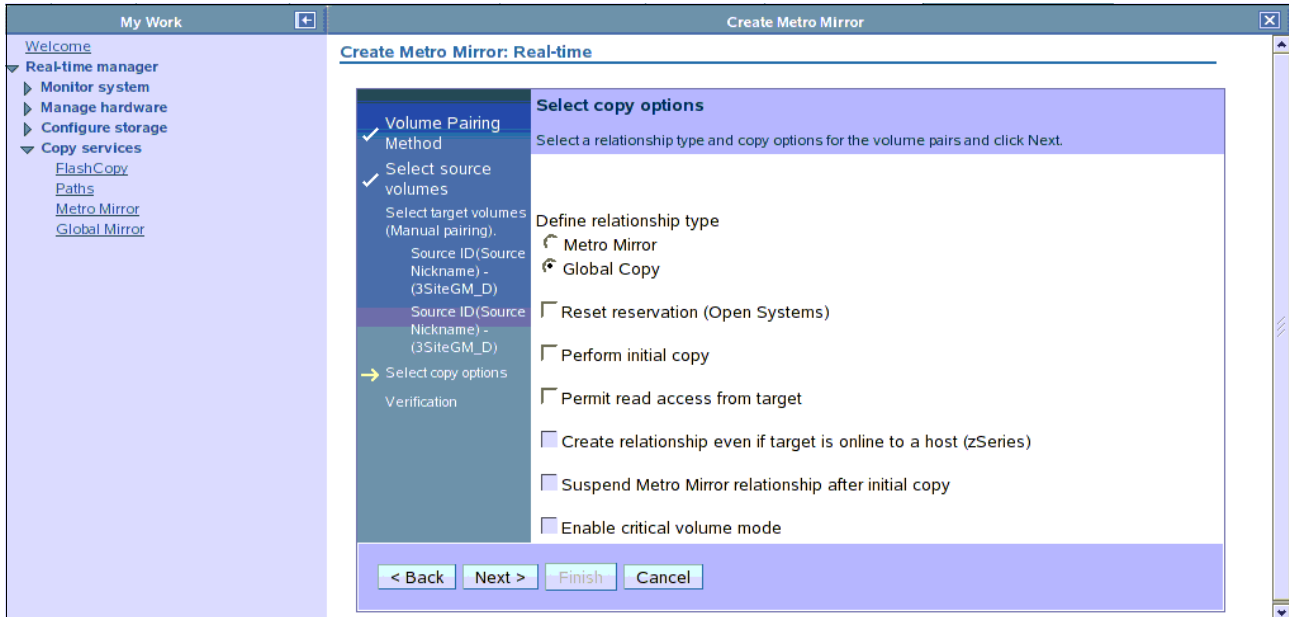 My Work
Create Metro Mirror
Welcome
Real-time manager
Monitor system
Manage hardware
Configure storage
Copy services
FlashCopy
Paths
Metro Mirror
Global Mirror
Create Metro Mirror: Real-time
Volume Pairing
Method
Select source
volumes
Select target volumes
(Manual pairing).
Source ID(Source
Nickname) -
(3SiteGM_D)
Source ID(Source
Nickname) -
(3SiteGM_D)
Select copy options
Verification
Select copy options
Select a relationship type and copy options for the volume pairs and click Next.
Define relationship type
Metro Mirror
Global Copy
Reset reservation (Open Systems)
Perform initial copy
Permit read access from target
Create relationship even if target is online to a host (zSeries)
Suspend Metro Mirror relationship after initial copy
Enable critical volume mode
< Back
Next >
Finish
Cancel